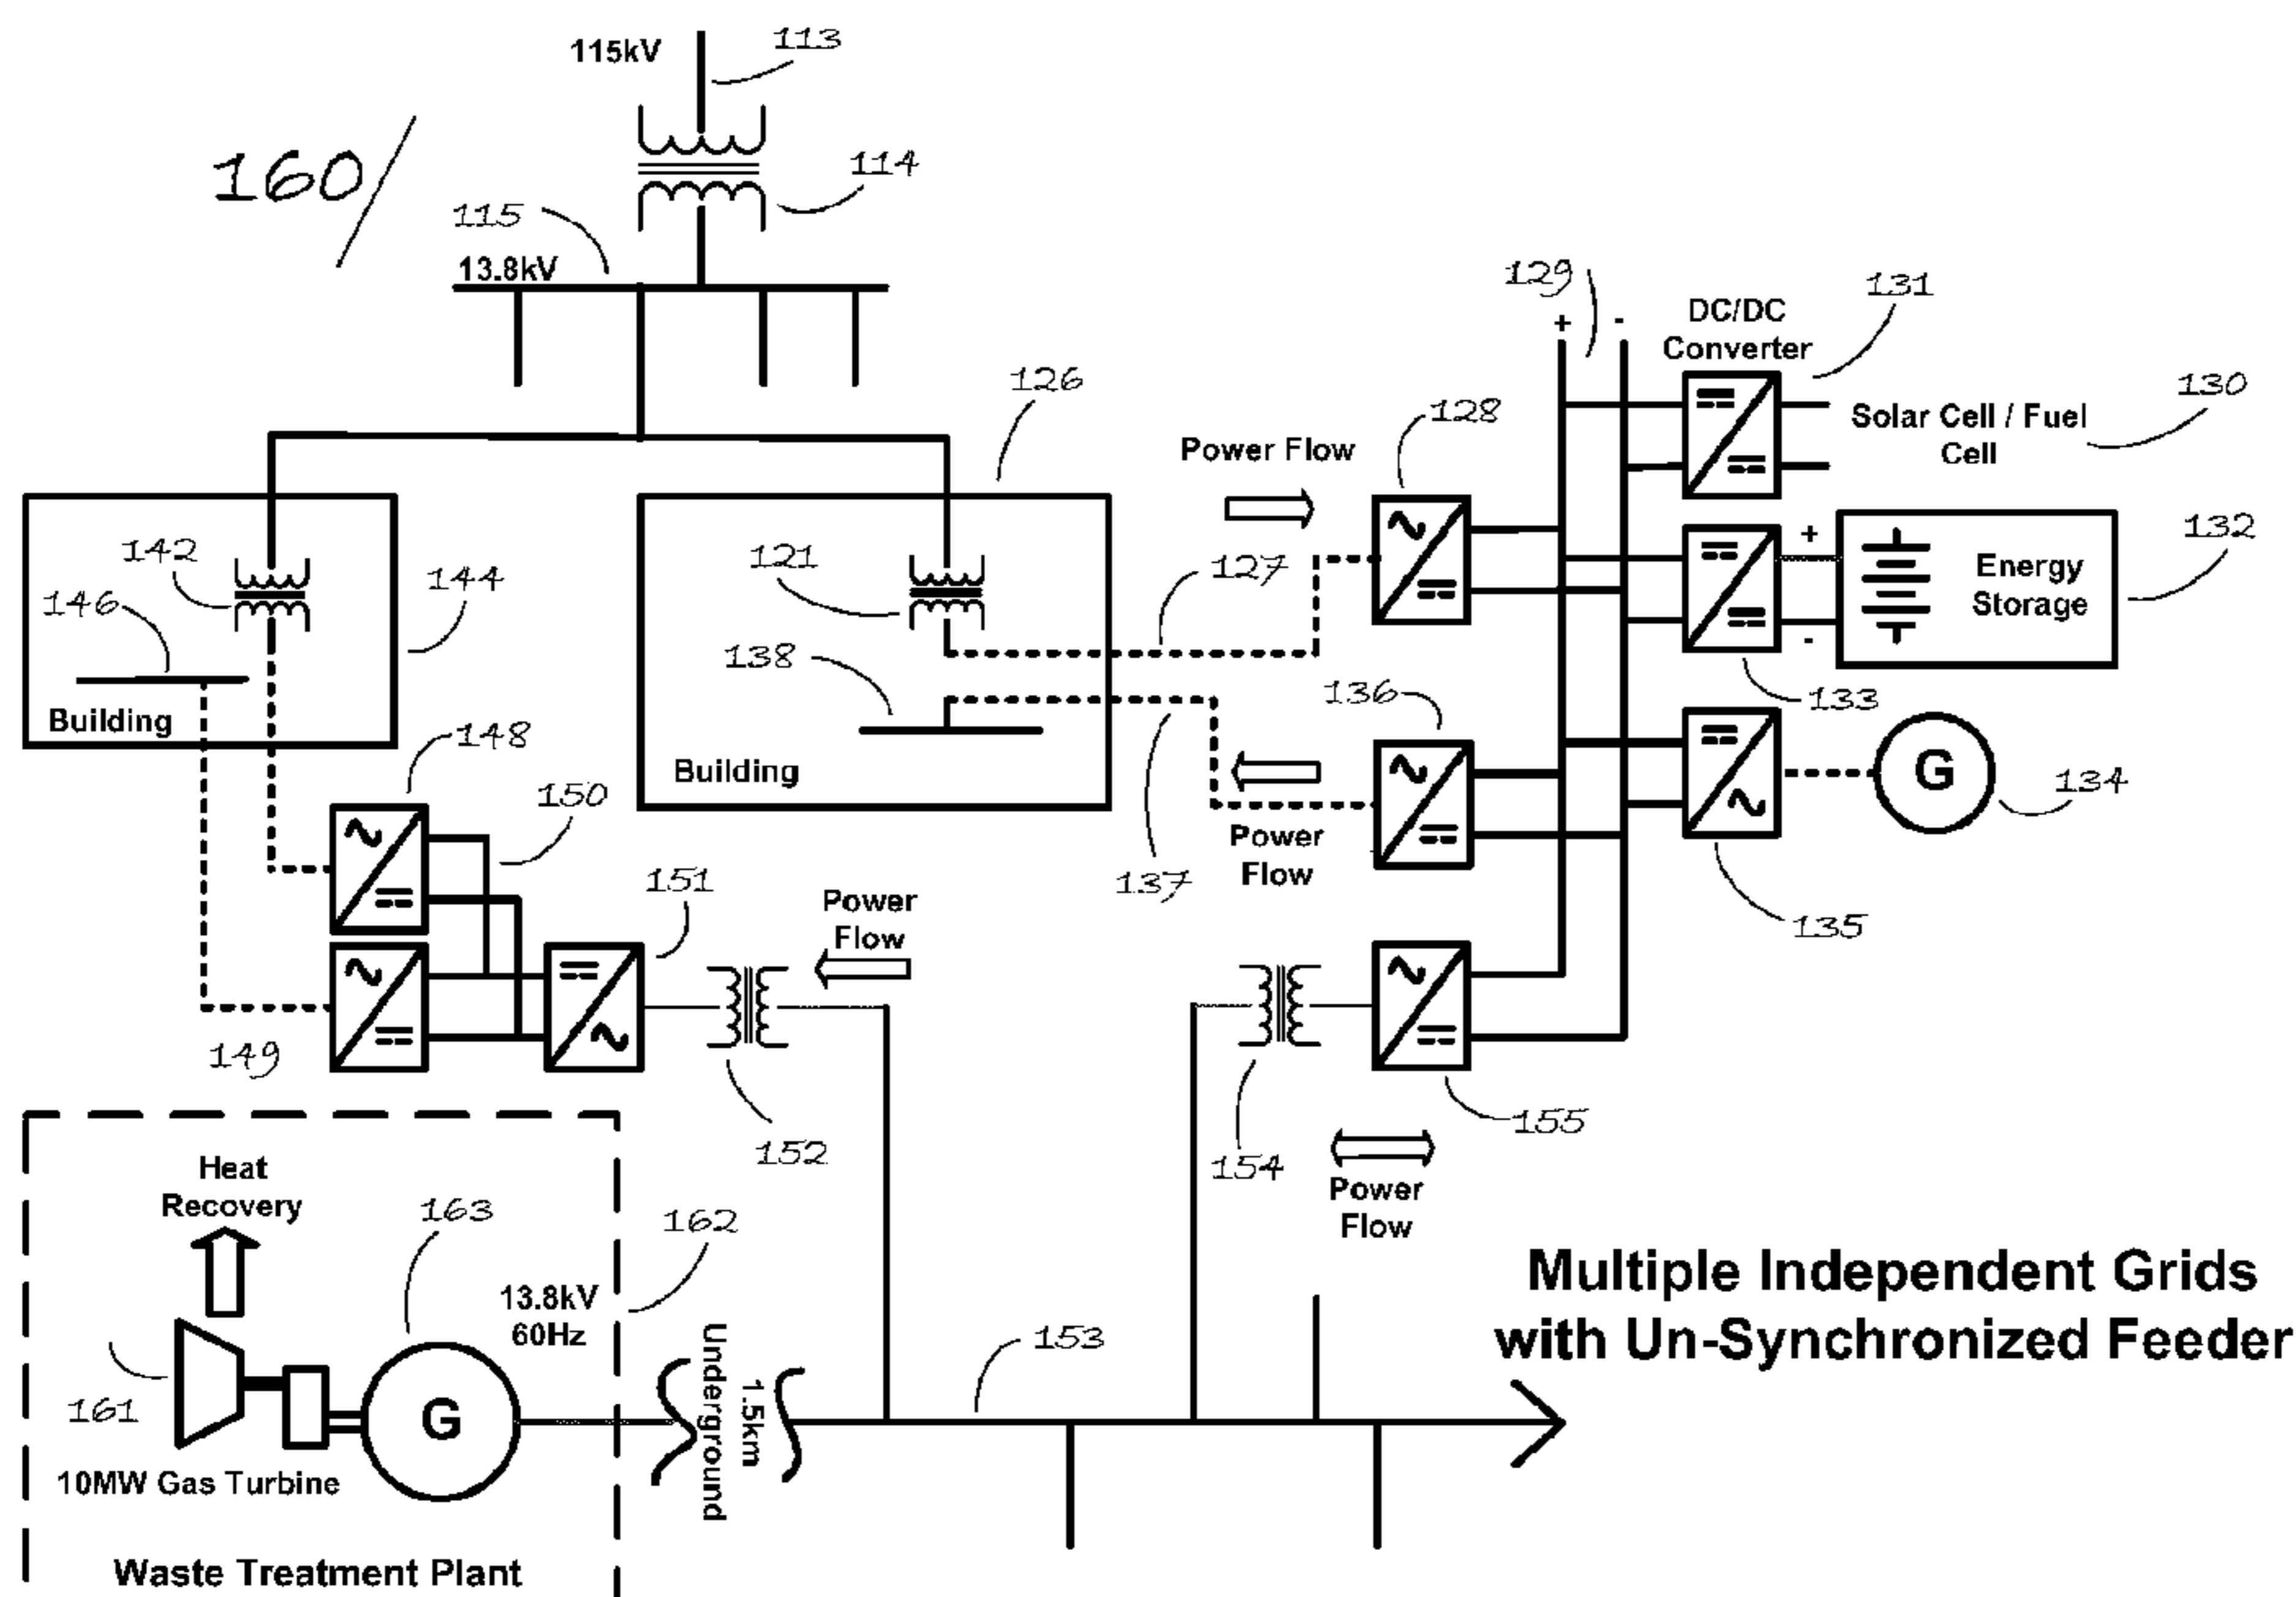 115kV
113
160
114
115
13.8kV
129
+ -
DC/DC
Converter
131
126
128
130
Solar Cell / Fuel
Cell
Power Flow
142
144
146
121
127
+
Energy
Storage
132
138
-
133
136
Building
148
Building
150
G
134
Power
Flow
137
151
Power
Flow
135
149
152
154
155
Power
Flow
Heat
Recovery
163
162
13.8kV
60Hz
Underground
1.5km
153
Multiple Independent Grids
with Un-Synchronized Feeder
161
G
10MW Gas Turbine
Waste Treatment Plant